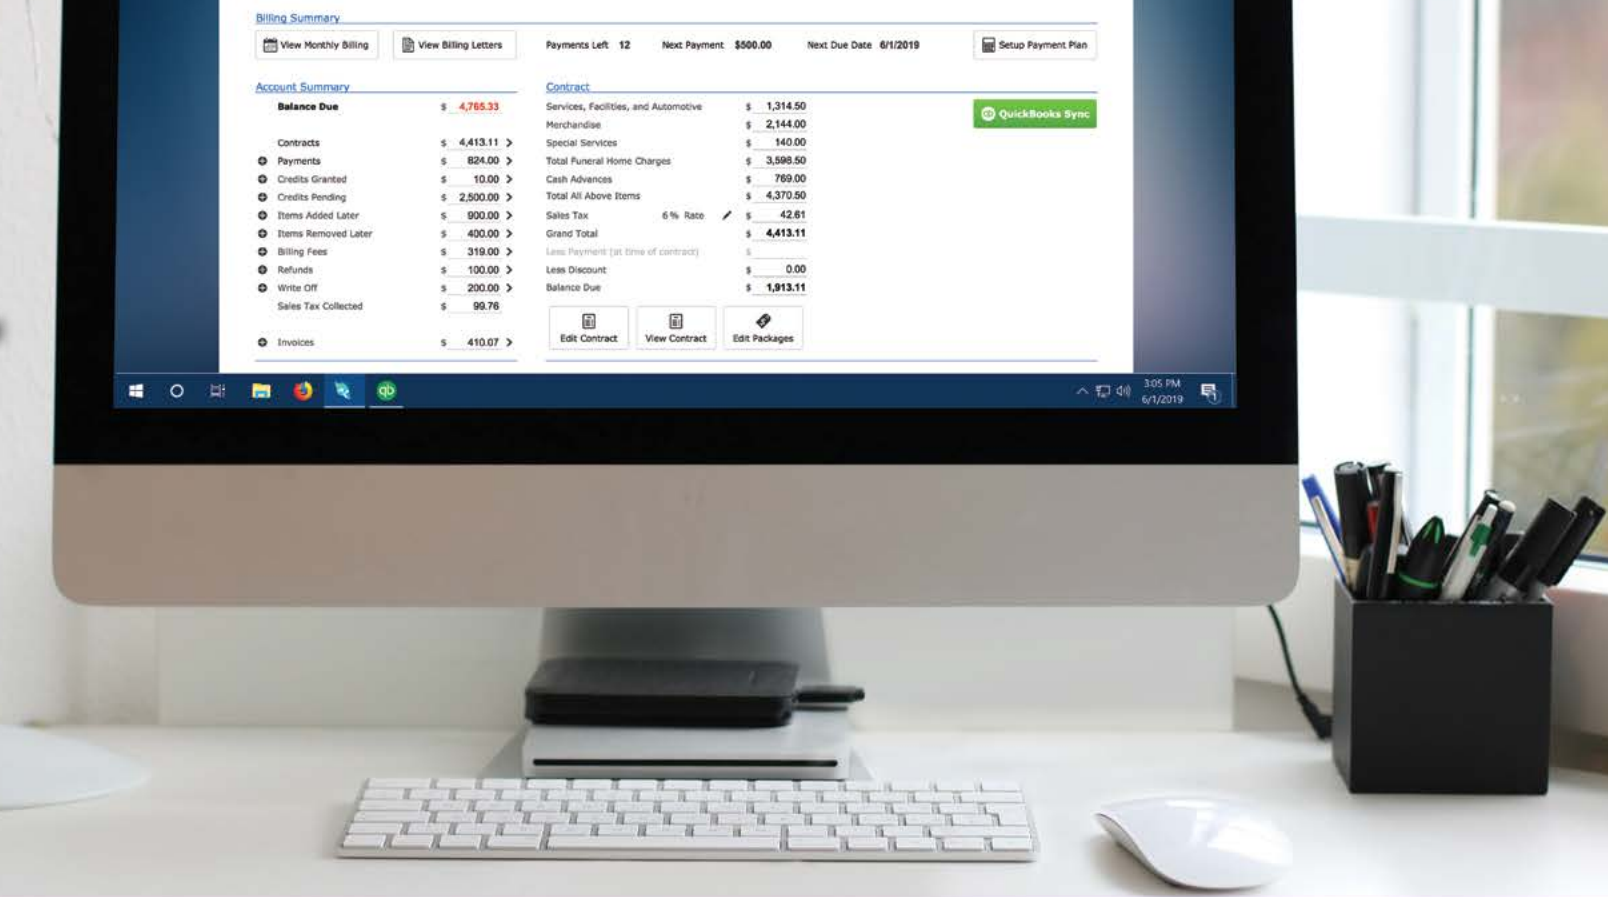 Billing Summary
View Monthly Billing
View Billing Letters
Payments Left 12
Next Payment $500.00
Next Due Date 6/1/2019
Setup Payment Plan
Account Summary
Balance Due $ 4,765.33
Contracts $ 4,413.11 >
Payments $ 824.00 >
Credits Granted $ 10.00 >
Credits Pending $ 2,500.00 >
Items Added Later $ 900.00 >
Items Removed Later $ 400.00 >
Billing Fees $ 319.00 >
Refunds $ 100.00 >
Write Off $ 200.00 >
Sales Tax Collected $ 99.76
Invoices $ 410.07 >
Contract
Services, Facilities, and Automotive $ 1,314.50
Merchandise $ 2,144.00
Special Services $ 140.00
Total Funeral Home Charges $ 3,598.50
Cash Advances $ 769.00
Total All Above Items $ 4,370.50
Sales Tax 6% Rate $ 42.61
Grand Total $ 4,413.11
Less Payment (at time of contract) $
Less Discount $ 0.00
Balance Due $ 1,913.11
Edit Contract
View Contract
Edit Packages
QuickBooks Sync
qb
3:05 PM
6/1/2019
1